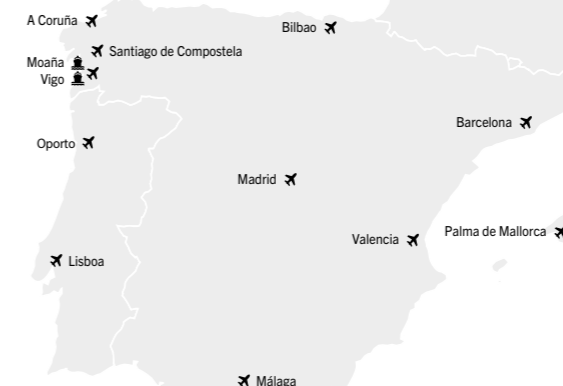 A Coruña
Bilbao
Santiago de Compostela
Moaña
Vigo
Barcelona
Oporto
Madrid
Palma de Mallorca
Valencia
Lisboa
Málaga